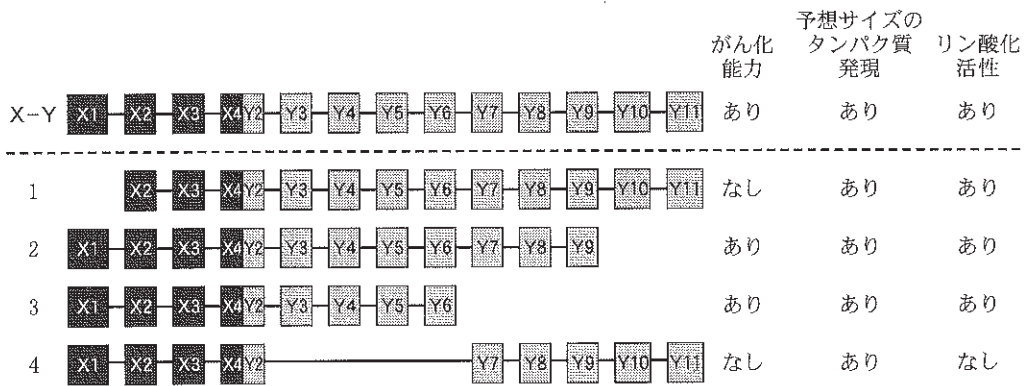 がん化
能力
予想サイズの
タンパク質
発現
リン酸化
活性
X-Y X1 X2 X3 X4 Y2 Y3 Y4 Y5 Y6 Y7 Y8 Y9 Y10 Y11 あり あり あり
1 X2 X3 X4 Y2 Y3 Y4 Y5 Y6 Y7 Y8 Y9 Y10 Y11 なし あり あり
2 X1 X2 X3 X4 Y2 Y3 Y4 Y5 Y6 Y7 Y8 Y9 あり あり あり
3 X1 X2 X3 X4 Y2 Y3 Y4 Y5 Y6 あり あり あり
4 X1 X2 X3 X4 Y2 Y7 Y8 Y9 Y10 Y11 なし あり なし